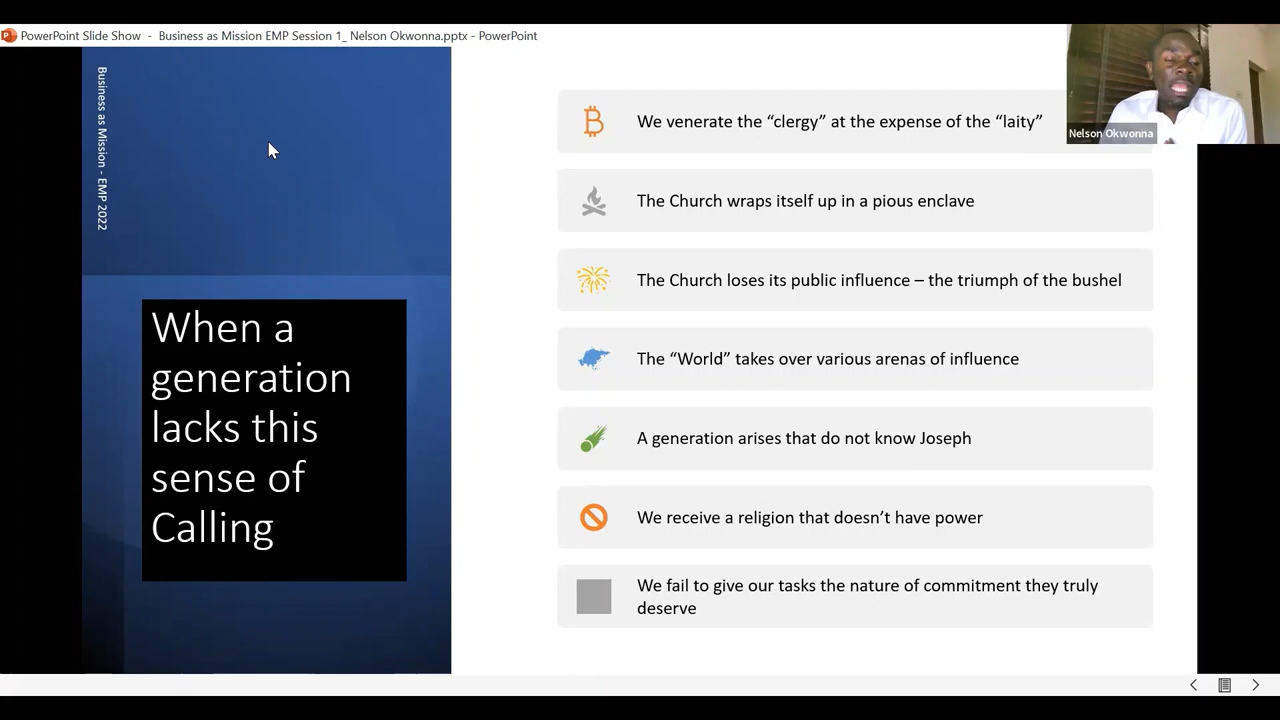 PowerPoint Slide Show - Business as Mission EMP Session 1_ Nelson Okwonna.pptx - PowerPoint
Business as Mission - EMP 2022
When a
generation
lacks this
sense of
Calling
We venerate the “clergy” at the expense of the “laity”
The Church wraps itself up in a pious enclave
The Church loses its public influence – the triumph of the bushel
The “World” takes over various arenas of influence
A generation arises that do not know Joseph
We receive a religion that doesn’t have power
We fail to give our tasks the nature of commitment they truly
deserve
Nelson Okwonna